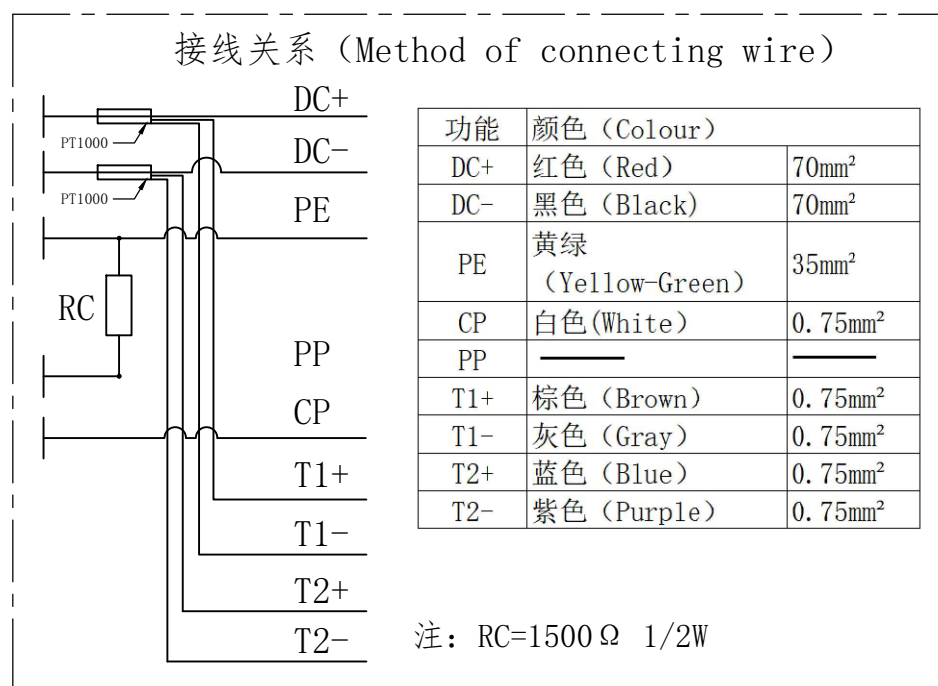 接线关系（Method of connecting wire）
DC+
PT1000
DC-
PT1000
PE
RC
PP
CP
T1+
T1-
T2+
T2-
功能 颜色（Colour）
DC+ 红色（Red） 70mm²
DC- 黑色（Black) 70mm²
PE 黄绿（Yellow-Green） 35mm²
CP 白色(White） 0.75mm²
PP
T1+ 棕色（Brown） 0.75mm²
T1- 灰色（Gray） 0.75mm²
T2+ 蓝色（Blue） 0.75mm²
T2- 紫色（Purple） 0.75mm²
注：RC=1500Ω 1/2W